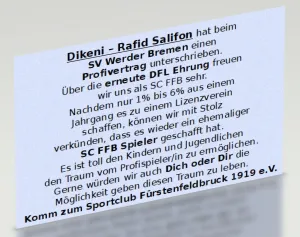 Dikeni – Rafid Salifon hat beim
SV Werder Bremen einen
Profivertrag unterschrieben.
Über die erneute DFL Ehrung freuen
wir uns als SC FFB sehr.
Nachdem nur 1% bis 6% aus einem
Jahrgang es zu einem Lizenzverein
schaffen, können wir mit Stolz
verkünden, dass es wieder ein ehemaliger
SC FFB Spieler geschafft hat.
Es ist toll den Kindern und Jugendlichen
den Traum vom Profispieler/in zu ermöglichen.
Gerne würden wir auch Dich oder Dir die
Möglichkeit geben diesen Traum zu leben.
Komm zum Sportclub Fürstenfeldbruck 1919 e.V.